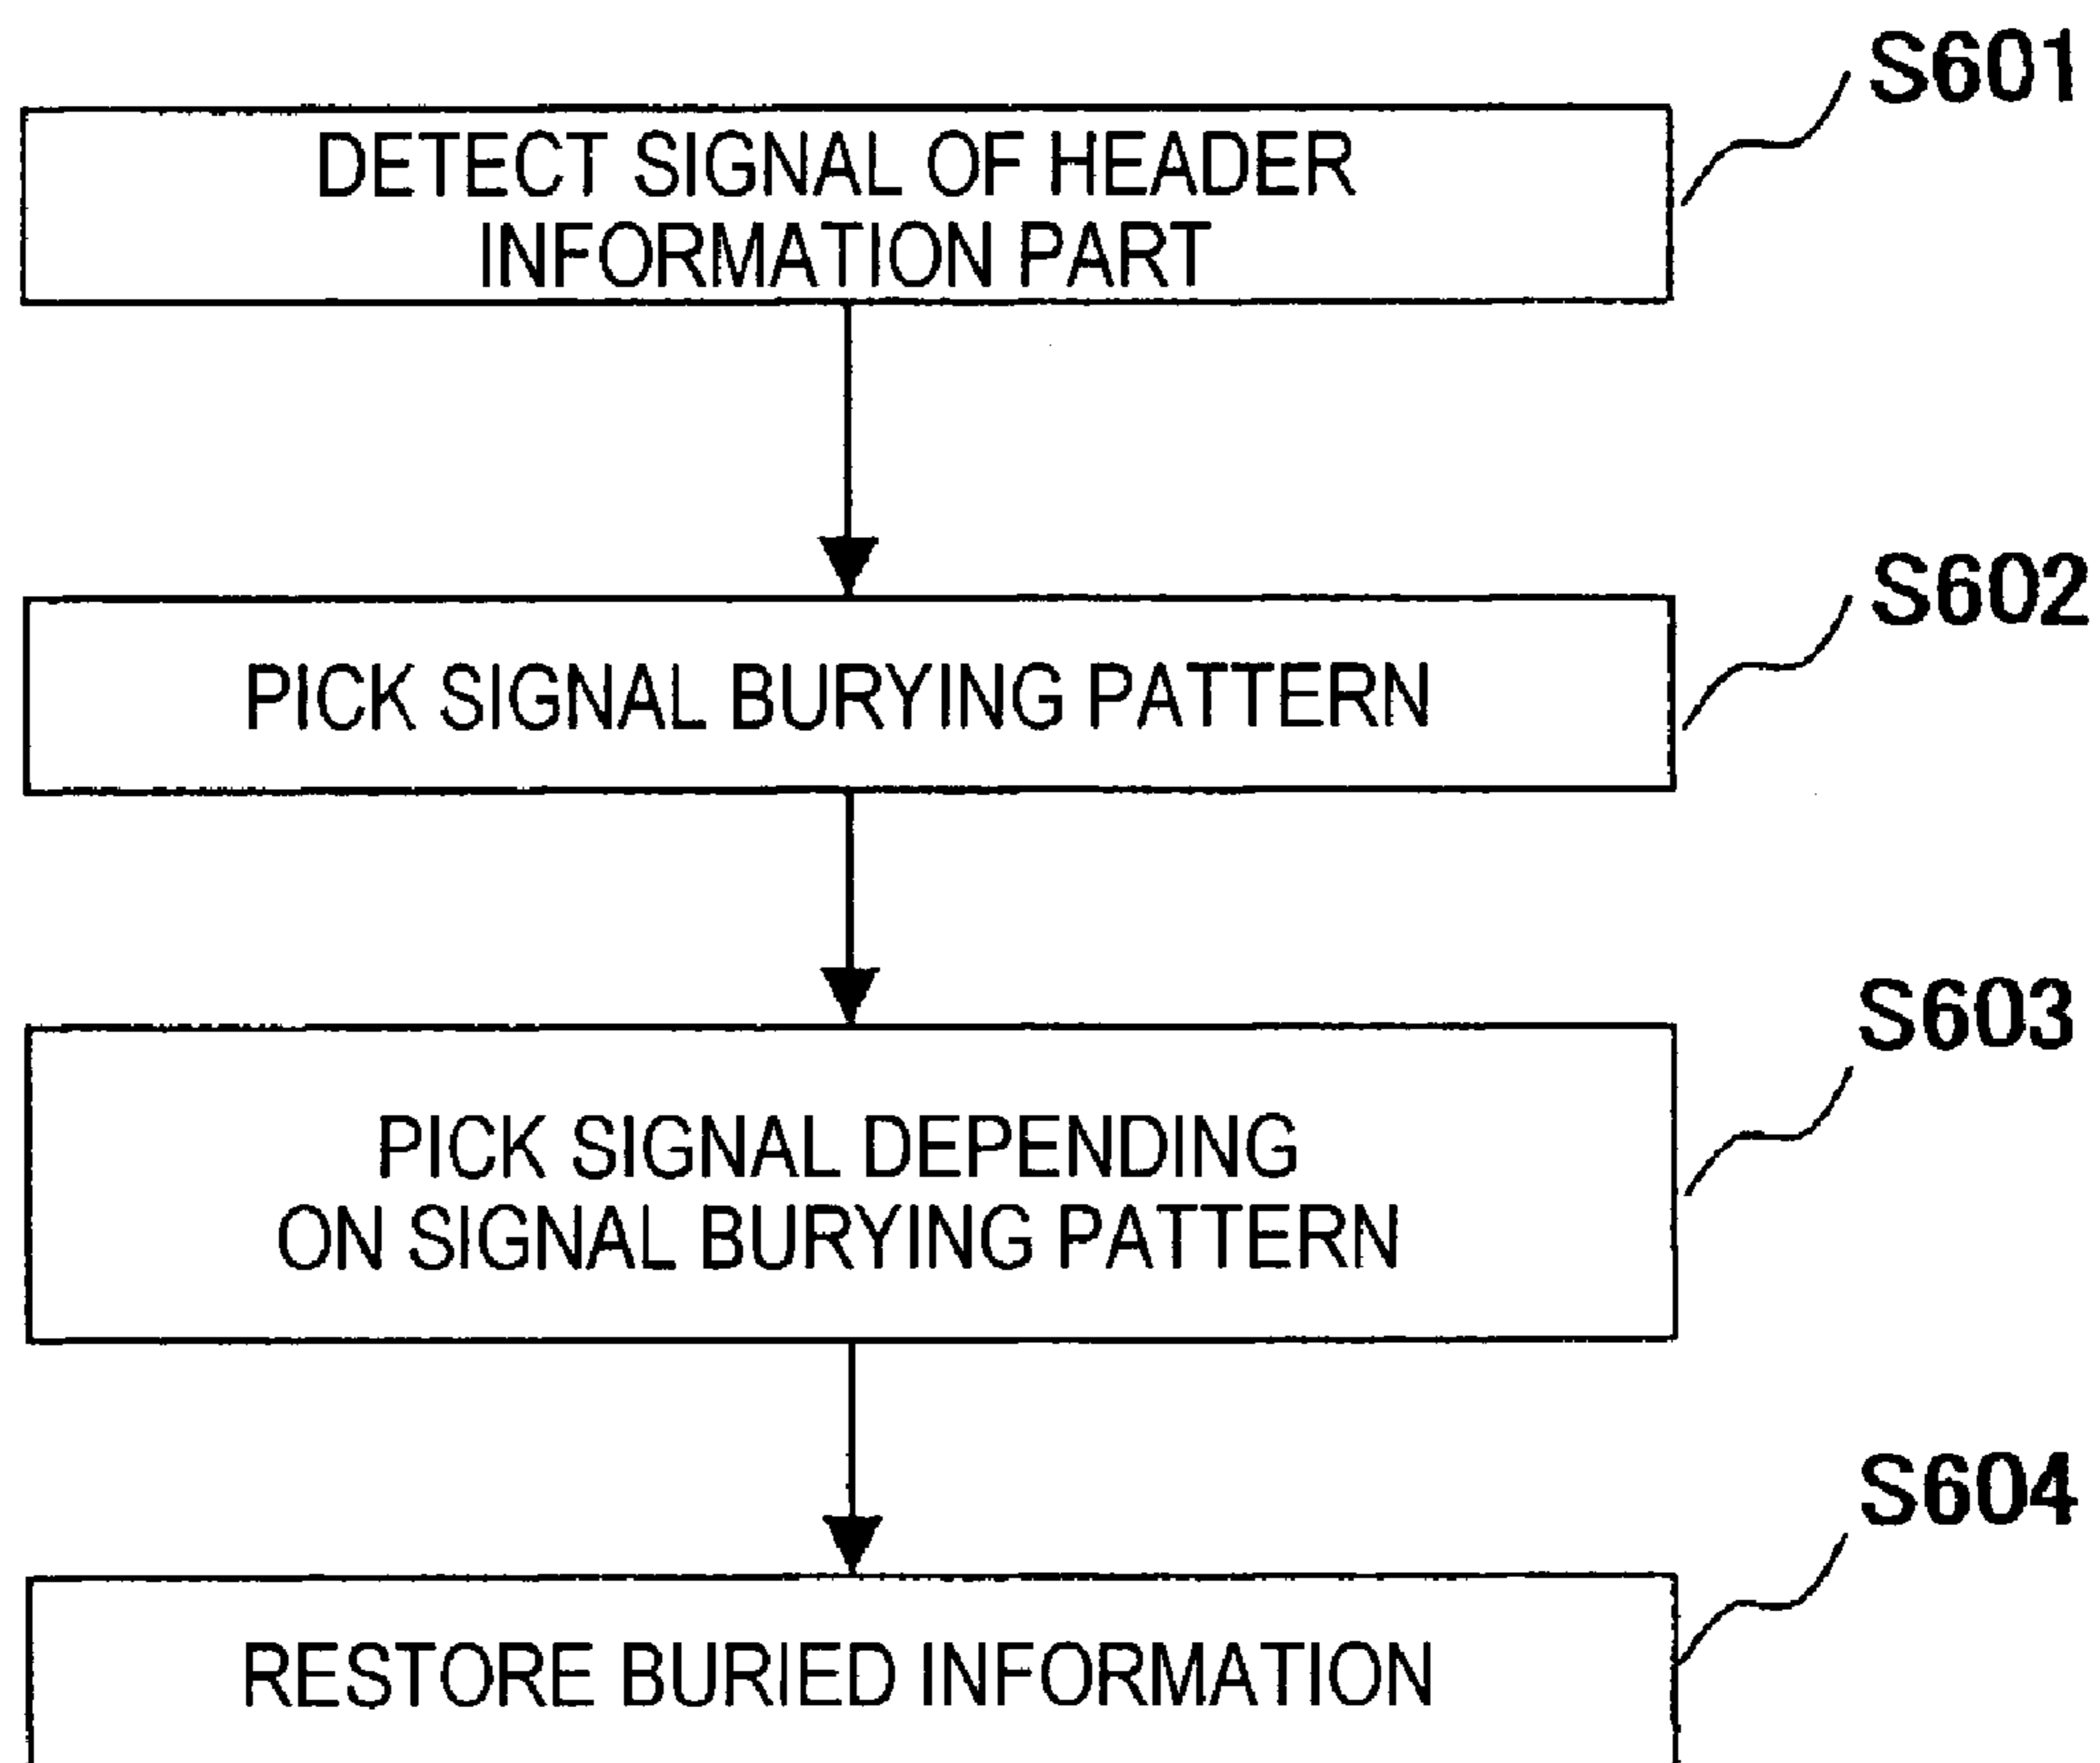 S601
DETECT SIGNAL OF HEADER
INFORMATION PART
S602
PICK SIGNAL BURYING PATTERN
S603
PICK SIGNAL DEPENDING
ON SIGNAL BURYING PATTERN
S604
RESTORE BURIED INFORMATION